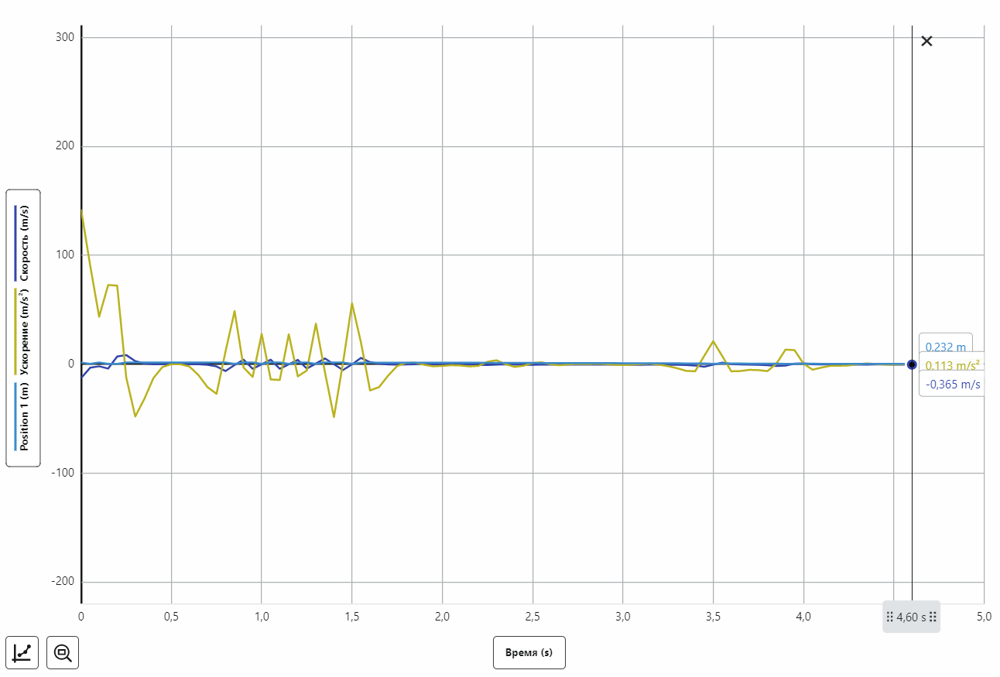 300
200
100
0
-100
-200
Скорость (m/s)
Ускорение (m/s²)
Position 1 (m)
0,232 m
0,113 m/s²
-0,365 m/s
0
0,5
1,0
1,5
2,0
2,5
3,0
3,5
4,0
4,60 s
5,0
Время (s)